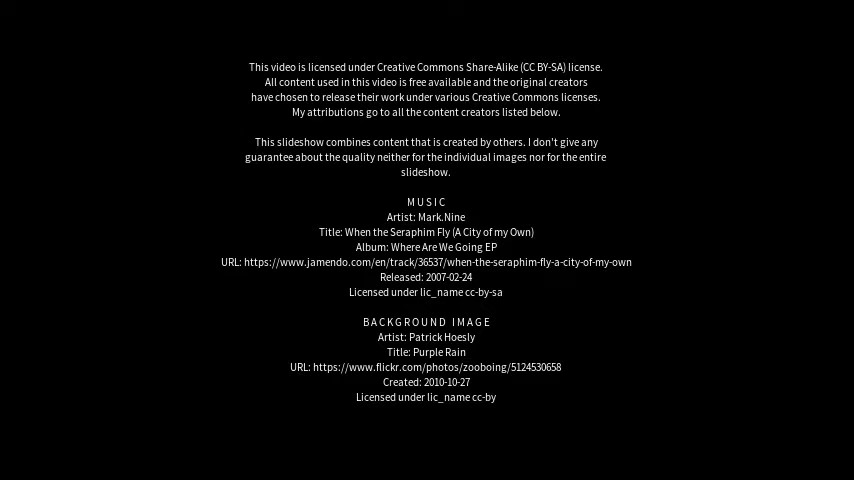 This video is licensed under Creative Commons Share-Alike (CC BY-SA) license.
All content used in this video is free available and the original creators
have chosen to release their work under various Creative Commons licenses.
My attributions go to all the content creators listed below.
This slideshow combines content that is created by others. I don't give any
guarantee about the quality neither for the individual images nor for the entire
slideshow.
M U S I C
Artist: Mark.Nine
Title: When the Seraphim Fly (A City of my Own)
Album: Where Are We Going EP
URL: https://www.jamendo.com/en/track/36537/when-the-seraphim-fly-a-city-of-my-own
Released: 2007-02-24
Licensed under lic_name cc-by-sa
B A C K G R O U N D   I M A G E
Artist: Patrick Hoesly
Title: Purple Rain
URL: https://www.flickr.com/photos/zooboing/5124530658
Created: 2010-10-27
Licensed under lic_name cc-by